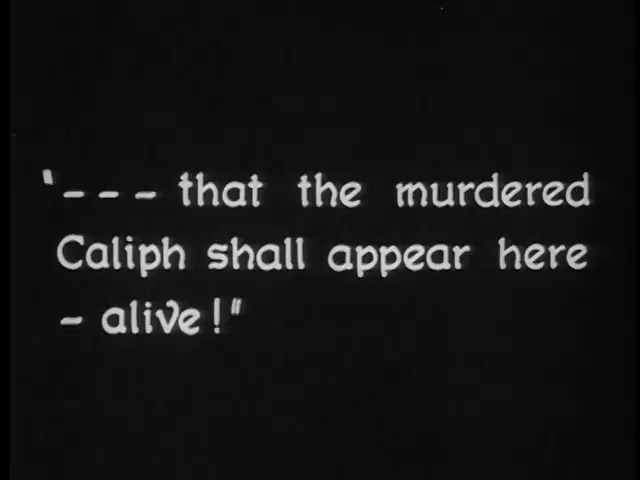 "--- that the murdered
Caliph shall appear here
- alive!"